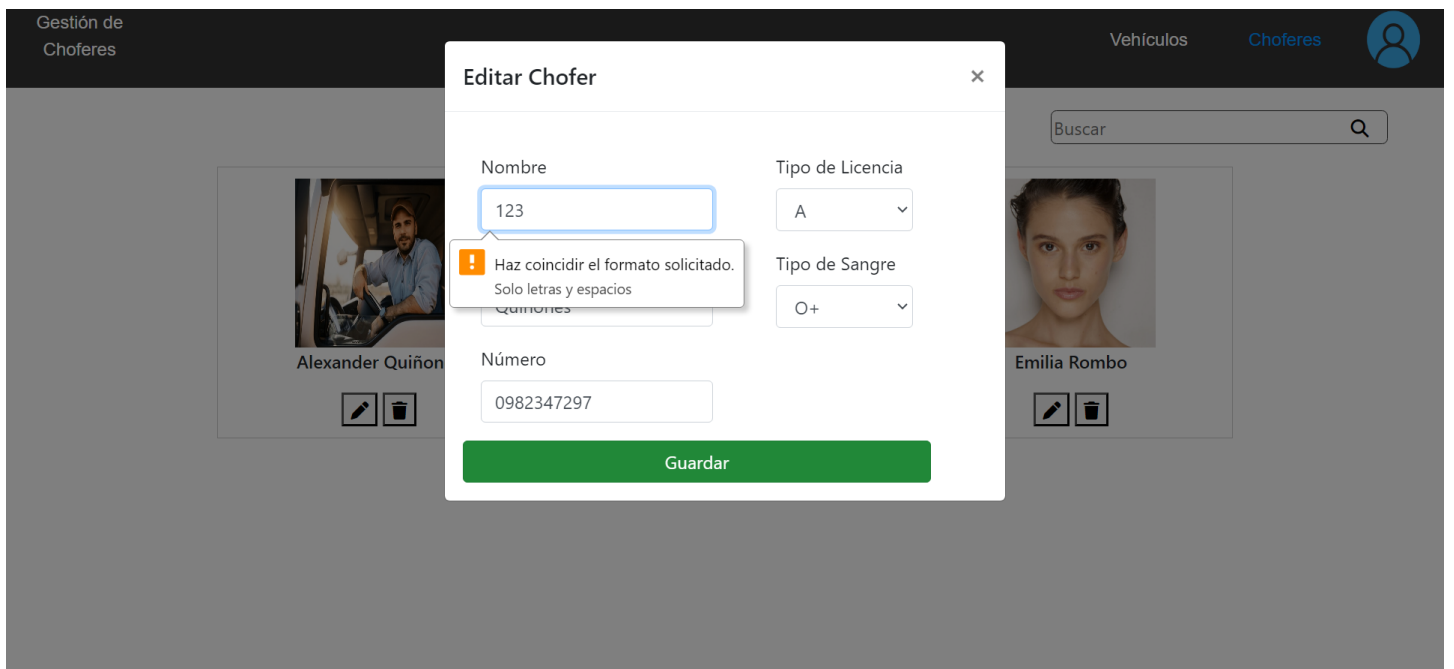 Gestión de
Choferes
Vehículos
Choferes
Editar Chofer
×
Buscar
Nombre
123
Haz coincidir el formato solicitado.
Solo letras y espacios
Quiñones
Número
0982347297
Tipo de Licencia
A
Tipo de Sangre
O+
Guardar
Alexander Quiñon
Emilia Rombo